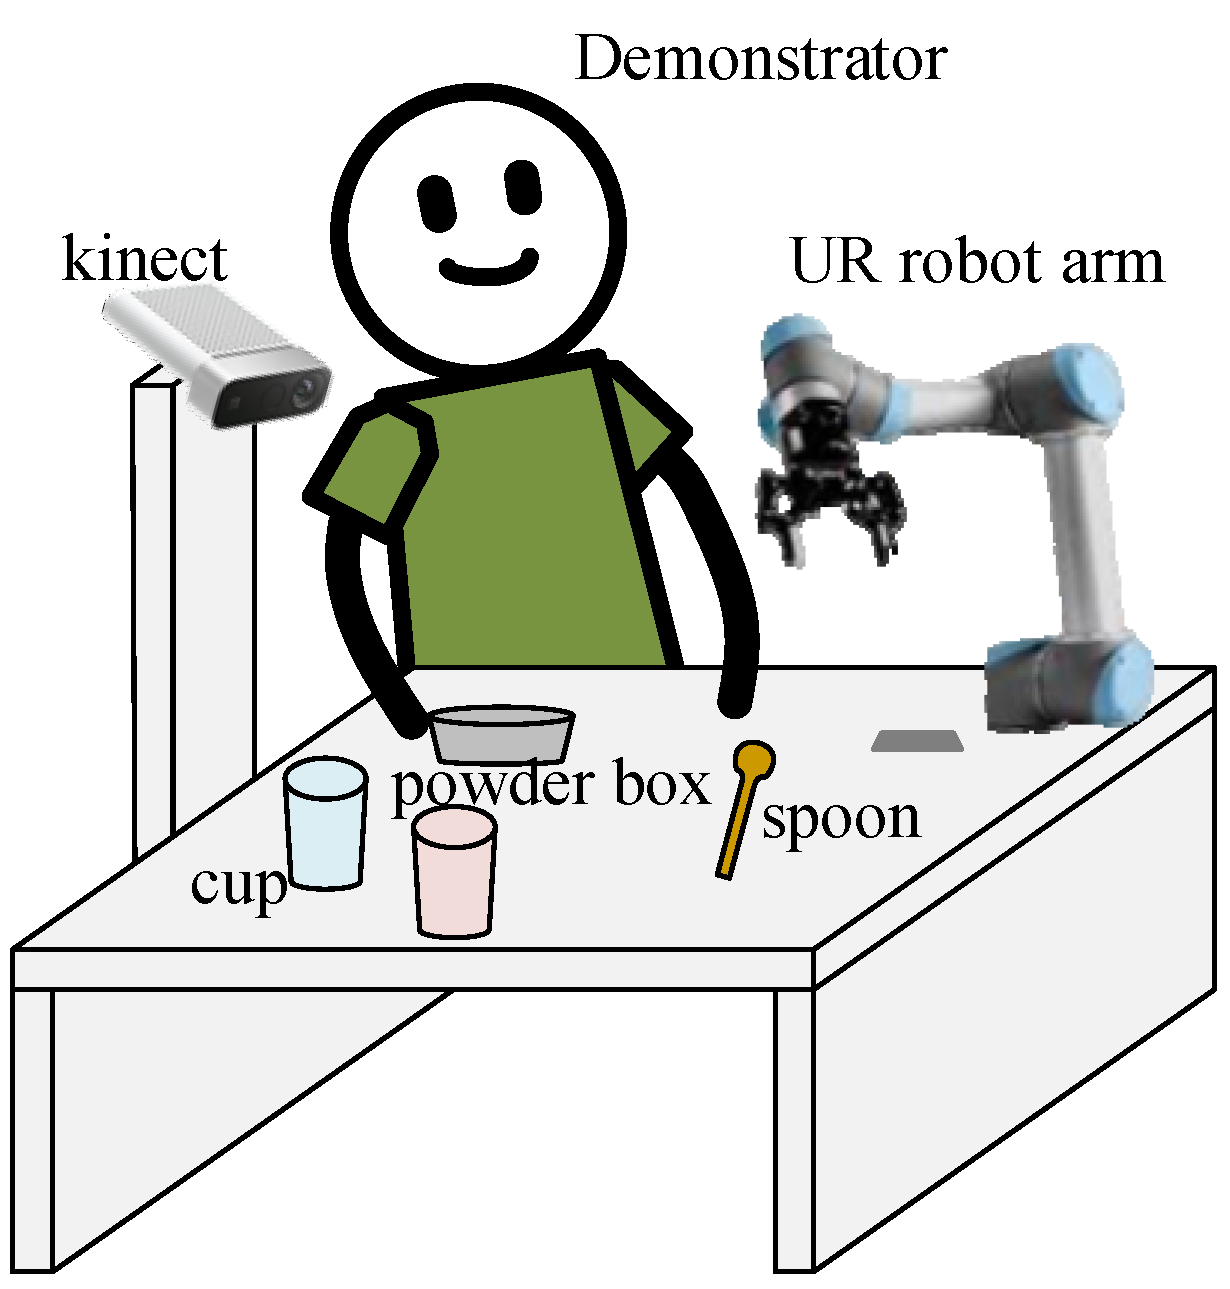 Demonstrator
kinect
UR robot arm
powder box
spoon
cup